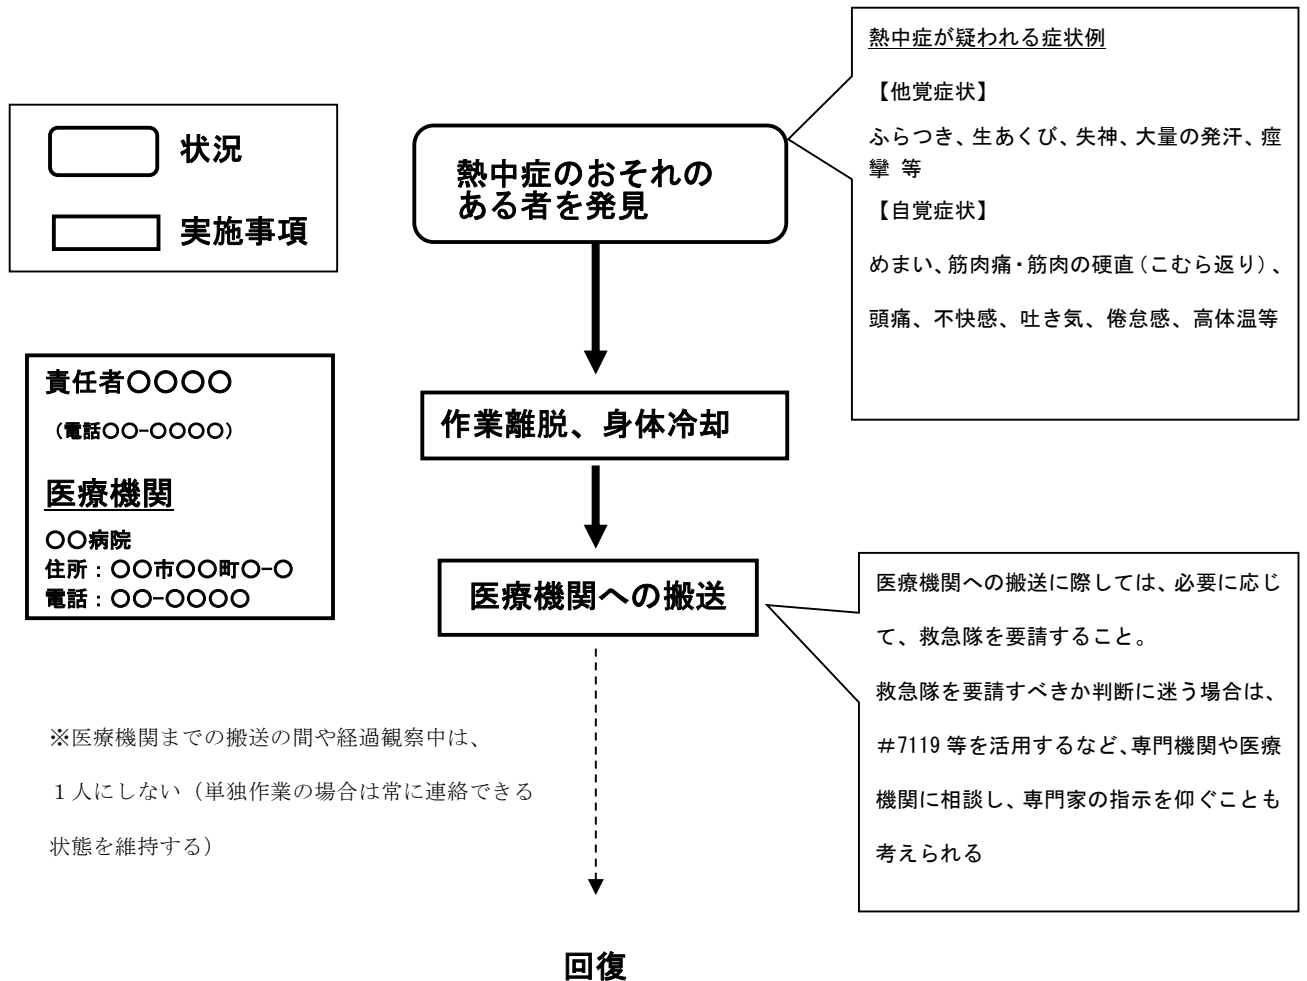 状況
実施事項
責任者〇〇〇〇
（電話〇〇-〇〇〇〇）
医療機関
〇〇病院
住所：〇〇市〇〇町〇-〇
電話：〇〇-〇〇〇〇
熱中症のおそれの
ある者を発見
熱中症が疑われる症状例
【他覚症状】
ふらつき、生あくび、失神、大量の発汗、痙
攣 等
【自覚症状】
めまい、筋肉痛・筋肉の硬直（こむら返り）、
頭痛、不快感、吐き気、倦怠感、高体温等
作業離脱、身体冷却
医療機関への搬送
医療機関への搬送に際しては、必要に応じ
て、救急隊を要請すること。
救急隊を要請すべきか判断に迷う場合は、
＃7119 等を活用するなど、専門機関や医療
機関に相談し、専門家の指示を仰ぐことも
考えられる
※医療機関までの搬送の間や経過観察中は、
１人にしない（単独作業の場合は常に連絡できる
状態を維持する）
回復